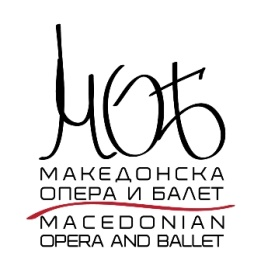 МОБ
МАКЕДОНСКА
ОПЕРА И БАЛЕТ
MACEDONIAN
OPERA AND BALLET